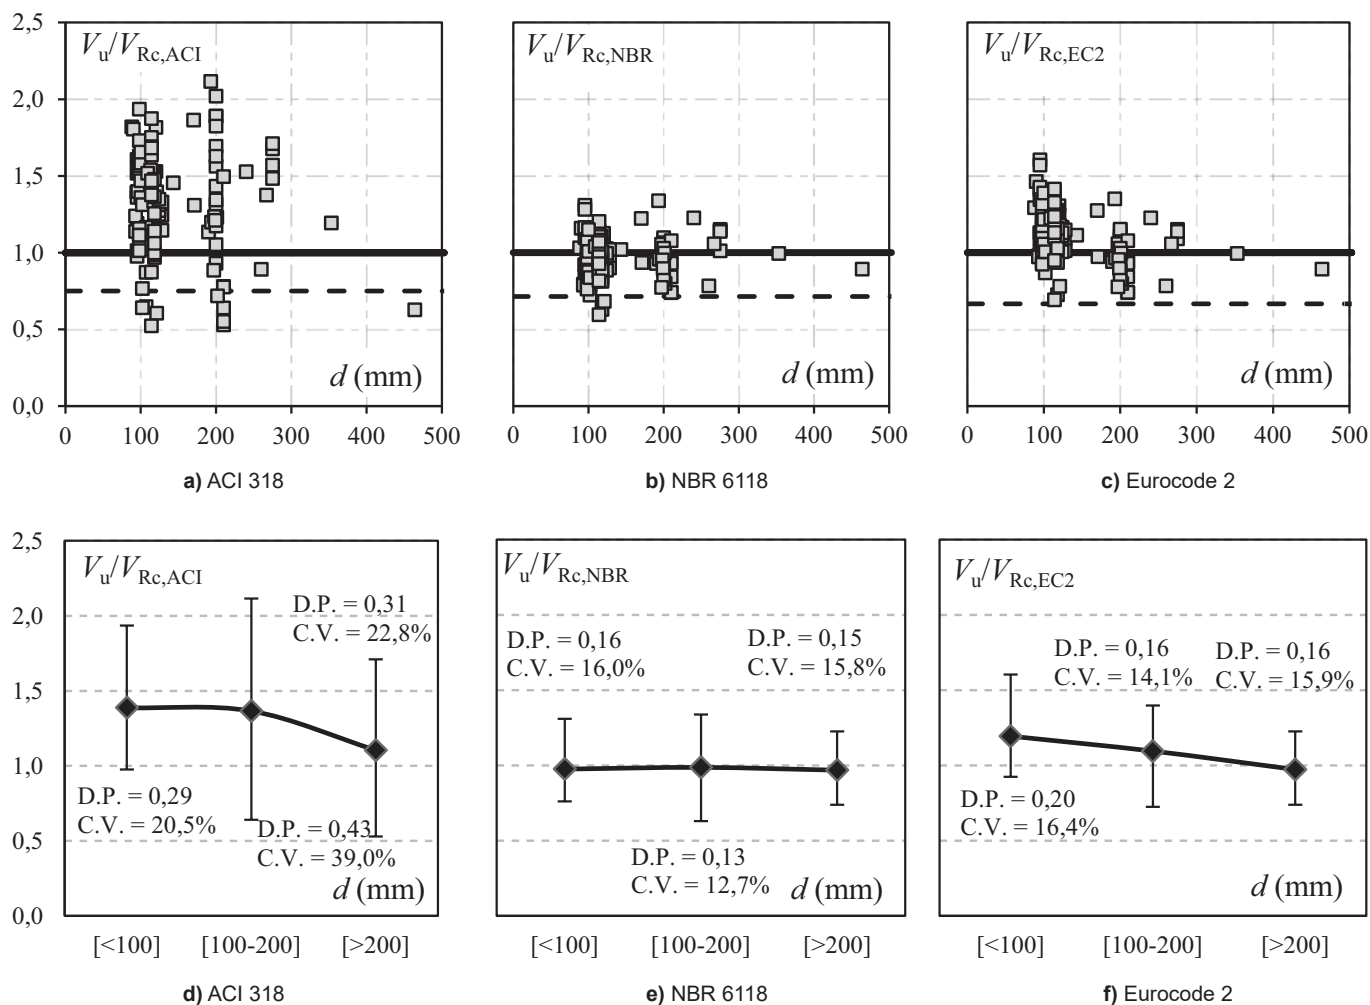 2,5
2,0
1,5
1,0
0,5
0,0
Vu/VRc,ACI
d (mm)
0 100 200 300 400 500
a) ACI 318
Vu/VRc,NBR
d (mm)
0 100 200 300 400 500
b) NBR 6118
Vu/VRc,EC2
d (mm)
0 100 200 300 400 500
c) Eurocode 2
2,5
2,0
1,5
1,0
0,5
0,0
Vu/VRc,ACI
D.P. = 0,31
C.V. = 22,8%
D.P. = 0,29
C.V. = 20,5%
D.P. = 0,43
C.V. = 39,0%
d (mm)
[<100] [100-200] [>200]
d) ACI 318
Vu/VRc,NBR
D.P. = 0,16
C.V. = 16,0%
D.P. = 0,15
C.V. = 15,8%
D.P. = 0,13
C.V. = 12,7%
d (mm)
[<100] [100-200] [>200]
e) NBR 6118
Vu/VRc,EC2
D.P. = 0,16
C.V. = 14,1%
D.P. = 0,16
C.V. = 15,9%
D.P. = 0,20
C.V. = 16,4%
d (mm)
[<100] [100-200] [>200]
f) Eurocode 2